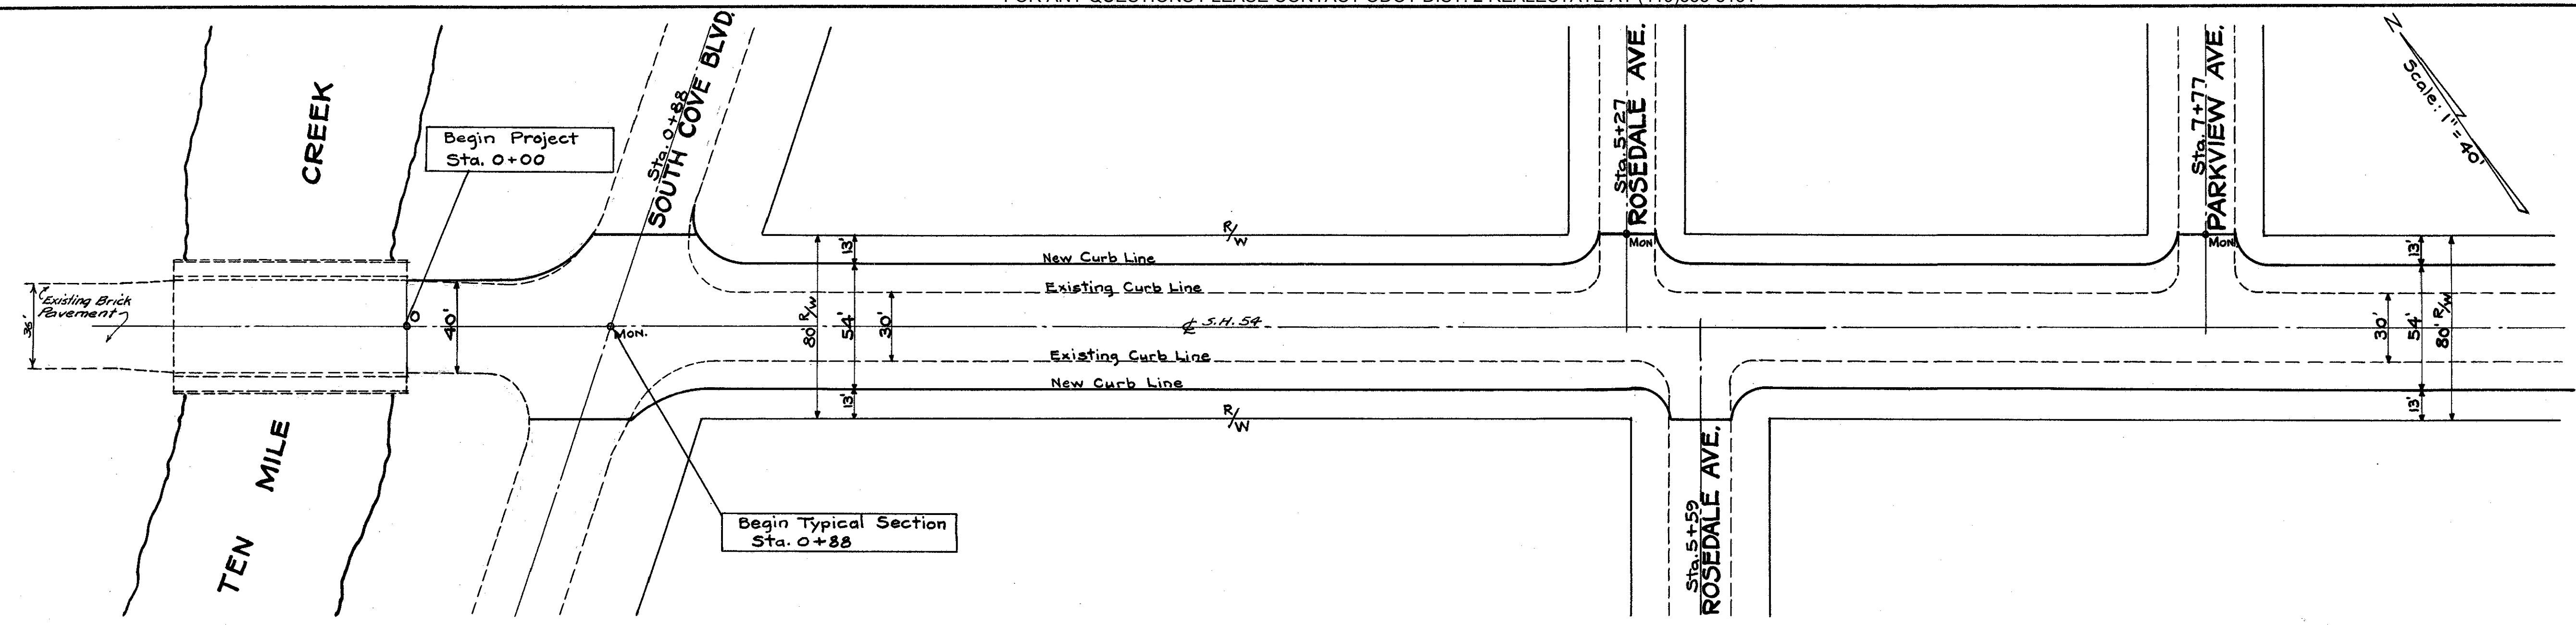 CREEK
Begin Project
Sta. 0+00
Sta. 0+88
SOUTH COVE BLVD.
Sta. 5+27
ROSEDALE AVE.
Sta. 7+77
PARKVIEW AVE.
N
Scale: 1" = 40'
R/W
MON.
MON.
13'
13'
New Curb Line
Existing Curb Line
Existing Brick
Pavement
36'
0
40'
MON.
80' R/W
54'
30'
℄ S.H. 54
30'
54'
80' R/W
Existing Curb Line
New Curb Line
13'
13'
R/W
TEN MILE
Begin Typical Section
Sta. 0+88
Sta. 5+59
ROSEDALE AVE.